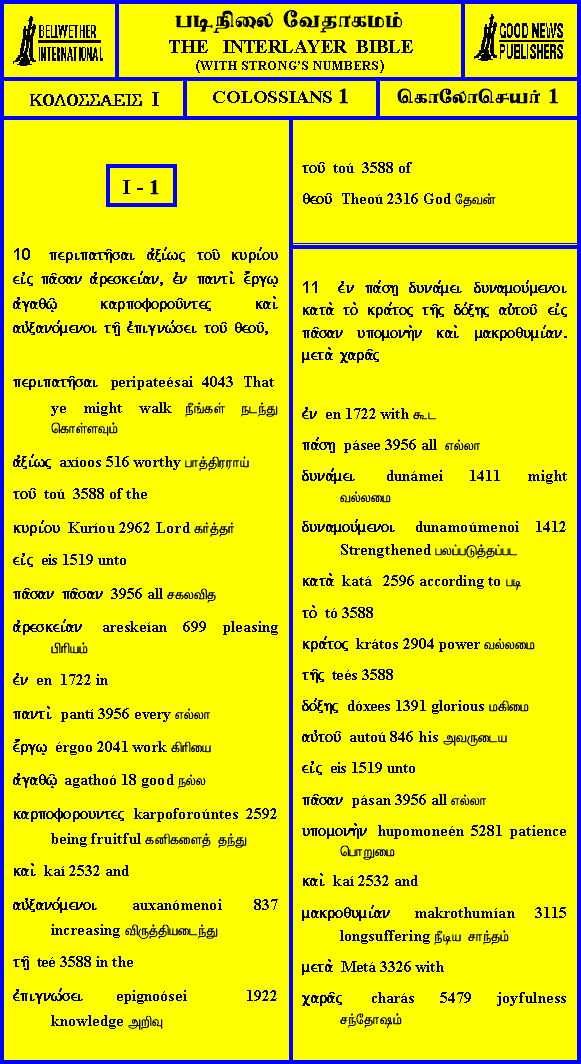 BELLWETHER
INTERNATIONAL
படிநிலை வேதாகமம்
THE INTERLAYER BIBLE
(WITH STRONG'S NUMBERS)
GOOD NEWS
PUBLISHERS
ΚΟΛΟΣΣΑΕΙΣ I
COLOSSIANS 1
கொலோசெயர் 1
I - 1
10 περιπατῆσαι ἀξίως τοῦ κυρίου
εἰς πᾶσαν ἀρεσκείαν, ἐν παντὶ ἔργῳ
ἀγαθῷ καρποφοροῦντες καὶ
αὐξανόμενοι τῇ ἐπιγνώσει τοῦ θεοῦ,
περιπατῆσαι peripateésai 4043 That
ye might walk நீங்கள் நடந்து
கொள்ளவும்
ἀξίως axíoos 516 worthy பாத்திரராய்
τοῦ toú 3588 of the
κυρίου Kuríou 2962 Lord கர்த்தர்
εἰς eis 1519 unto
πᾶσαν πᾶσαν 3956 all சகலவித
ἀρεσκείαν areskeían 699 pleasing
பிரியம்
ἐν en 1722 in
παντὶ pantí 3956 every எல்லா
ἔργῳ érgoo 2041 work கிரியை
ἀγαθῷ agathoó 18 good நல்ல
καρποφορουντες karpoforoúntes 2592
being fruitful கனிகளைத் தந்து
καὶ kaí 2532 and
αὐξανόμενοι auxanómenoi 837
increasing விருத்தியடைந்து
τῇ teé 3588 in the
ἐπιγνώσει epignoósei 1922
knowledge அறிவு
τοῦ toú 3588 of
θεοῦ Theoú 2316 God தேவன்
11 ἐν πάσῃ δυνάμει δυναμούμενοι
κατὰ τὸ κράτος τῆς δόξης αὐτοῦ εἰς
πᾶσαν υπομονὴν καὶ μακροθυμίαν.
μετὰ χαρᾶς
ἐν en 1722 with கூட
πάσῃ pásee 3956 all எல்லா
δυνάμει dunámei 1411 might
வல்லமை
δυναμούμενοι dunamoúmenoi 1412
Strengthened பலப்படுத்தப்பட
κατὰ katá 2596 according to படி
τὸ tó 3588
κράτος krátos 2904 power வல்லமை
τῆς teés 3588
δόξης dóxees 1391 glorious மகிமை
αὐτοῦ autoú 846 his அவருடைய
εἰς eis 1519 unto
πᾶσαν pásan 3956 all எல்லா
υπομονὴν hupomoneén 5281 patience
பொறுமை
καὶ kaí 2532 and
μακροθυμίαν makrothumían 3115
longsuffering நீடிய சாந்தம்
μετὰ Metá 3326 with
χαρᾶς charás 5479 joyfulness
சந்தோஷம்